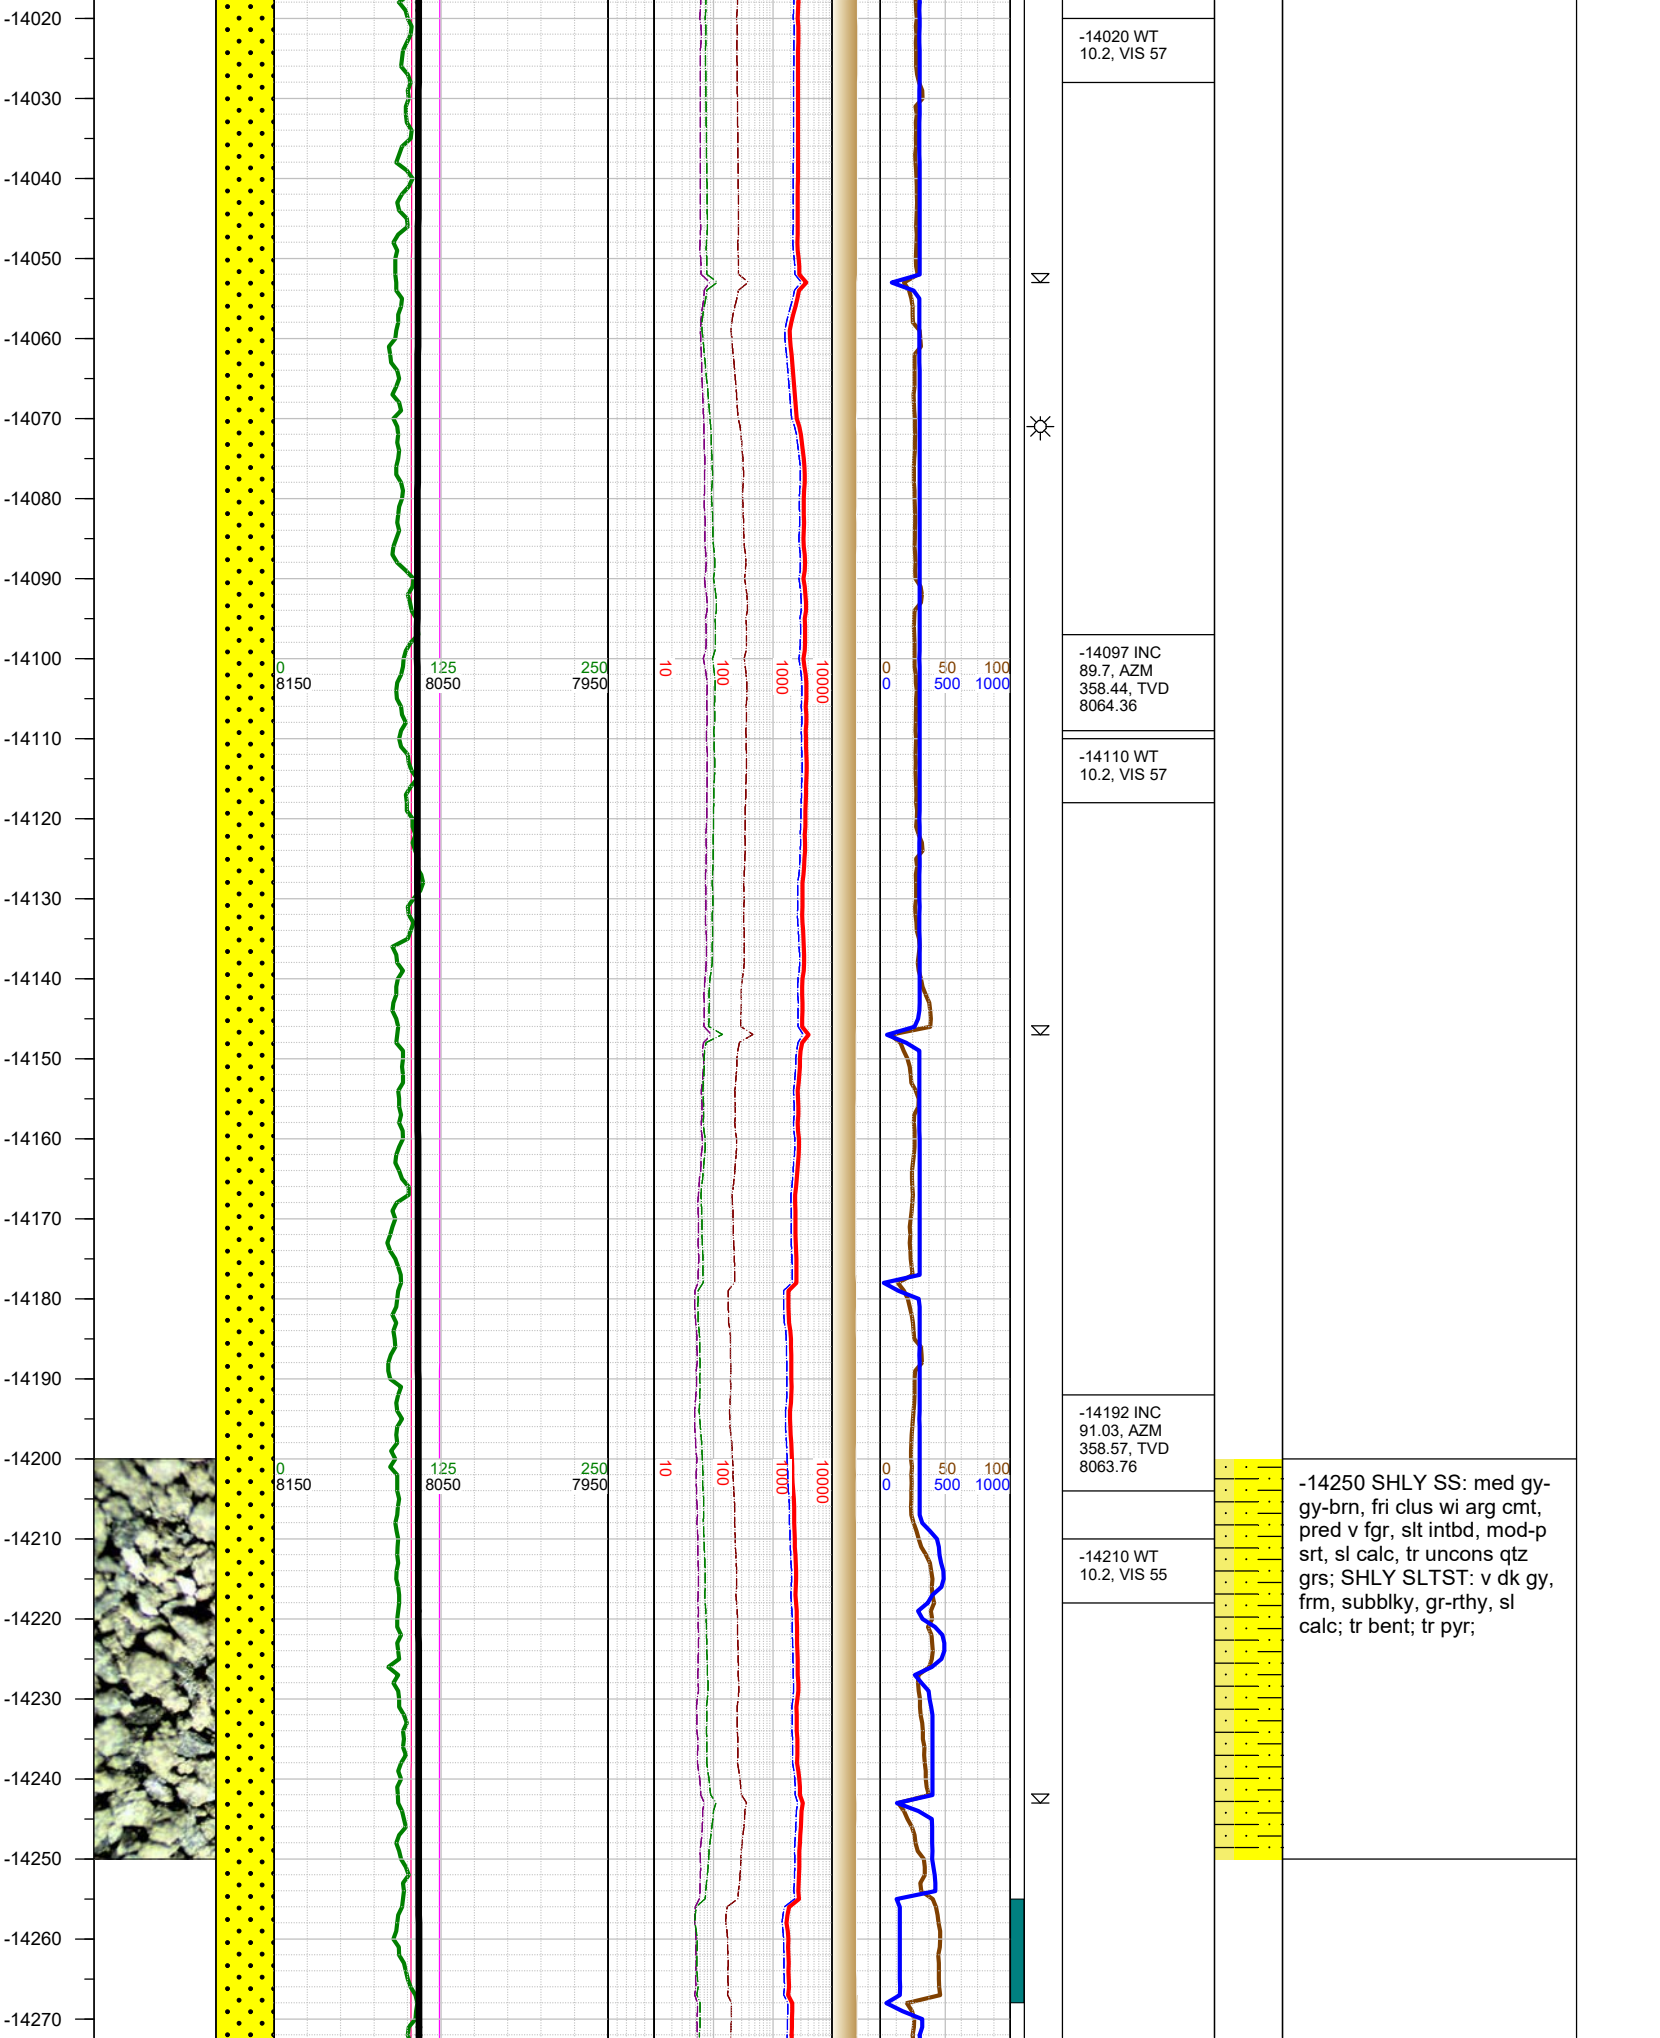 -14020
-14020 WT
10.2, VIS 57
-14030
-14040
-14050
-14060
-14070
-14080
-14090
-14097 INC
89.7, AZM
358.44, TVD
8064.36
-14100
0 125 250
8150 8050 7950
10 100 1000 10000
0 50 100
0 500 1000
-14110
-14110 WT
10.2, VIS 57
-14120
-14130
-14140
-14150
-14160
-14170
-14180
-14190
-14192 INC
91.03, AZM
358.57, TVD
8063.76
-14200
0 125 250
8150 8050 7950
10 100 1000 10000
0 50 100
0 500 1000
-14250 SHLY SS: med gy-
gy-brn, fri clus wi arg cmt,
pred v fgr, slt intbd, mod-p
srt, sl calc, tr uncons qtz
grs; SHLY SLTST: v dk gy,
frm, subblky, gr-rthy, sl
calc; tr bent; tr pyr;
-14210
-14210 WT
10.2, VIS 55
-14220
-14230
-14240
-14250
-14260
-14270